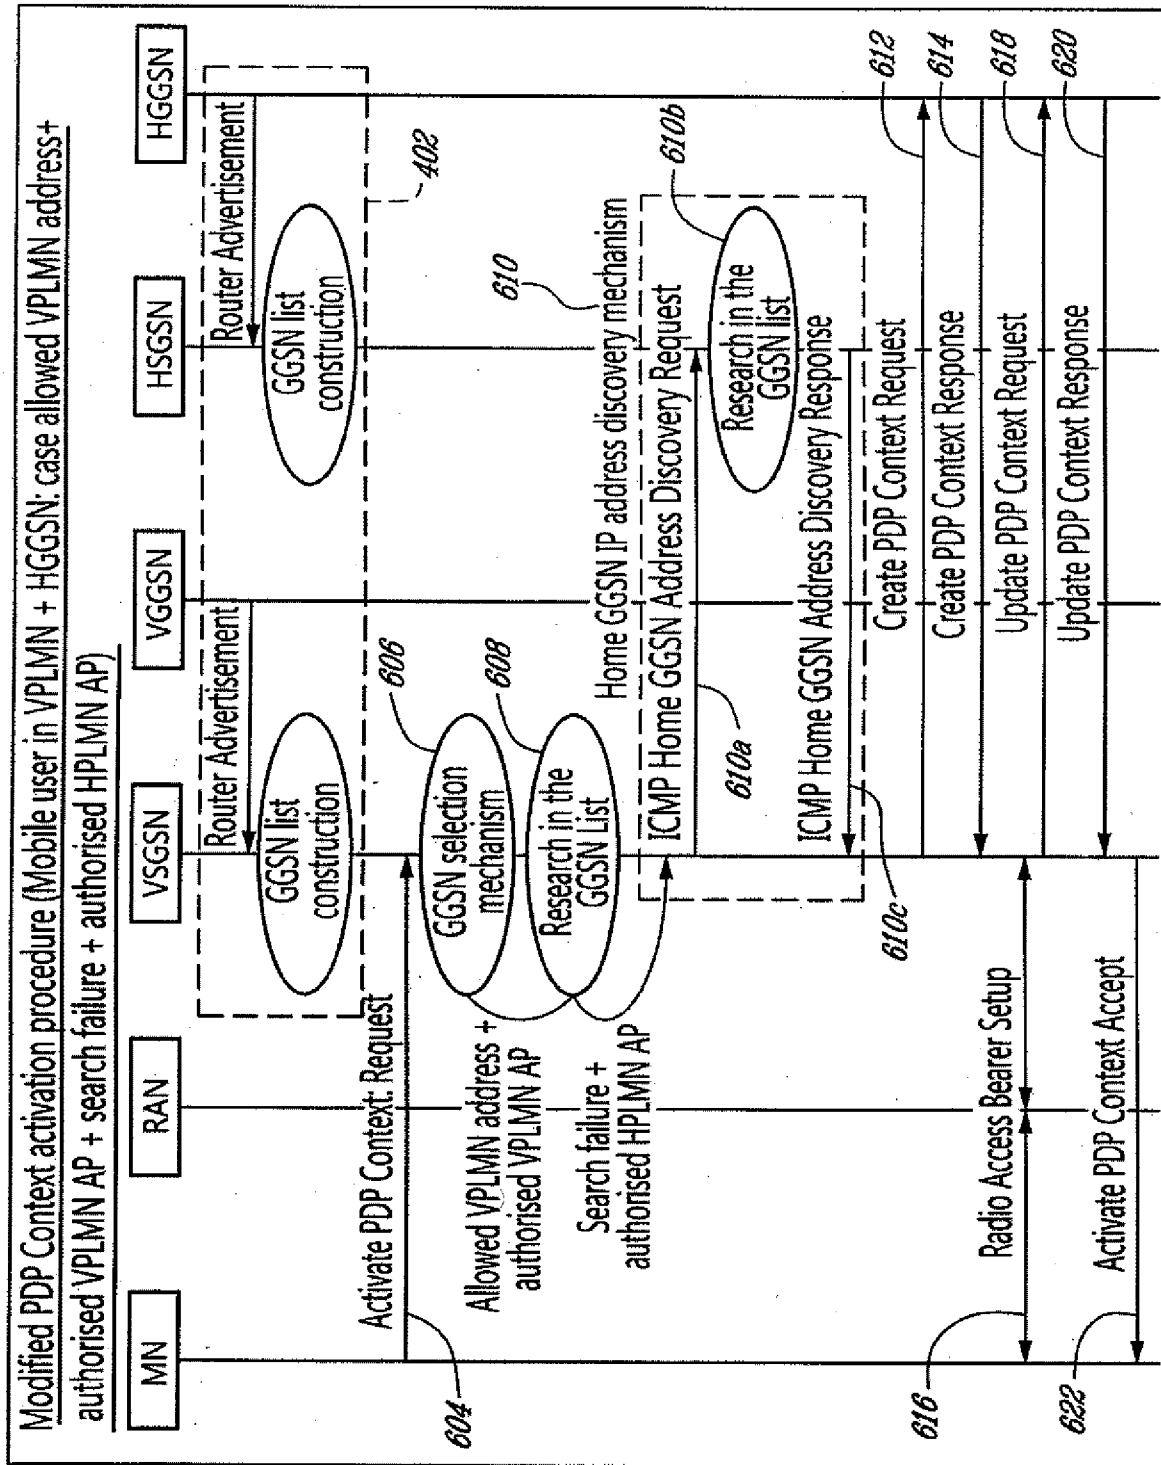 Modified PDP Context activation procedure (Mobile user in VPLMN + HGGSN: case allowed VPLMN address+
authorised VPLMN AP + search failure + authorised HPLMN AP)
MN
RAN
VSGSN
VGGSN
HSGSN
HGGSN
Router Advertisement
Router Advertisement
GGSN list
construction
GGSN list
construction
402
Activate PDP Context: Request
604
GGSN selection
mechanism
606
Allowed VPLMN address +
authorised VPLMN AP
Research in the
GGSN List
608
Search failure +
authorised HPLMN AP
Home GGSN IP address discovery mechanism
610
ICMP Home GGSN Address Discovery Request
610a
Research in the
GGSN list
610b
ICMP Home GGSN Address Discovery Response
610c
Create PDP Context Request
612
Create PDP Context Response
614
Radio Access Bearer Setup
616
Update PDP Context Request
618
Update PDP Context Response
620
Activate PDP Context Accept
622